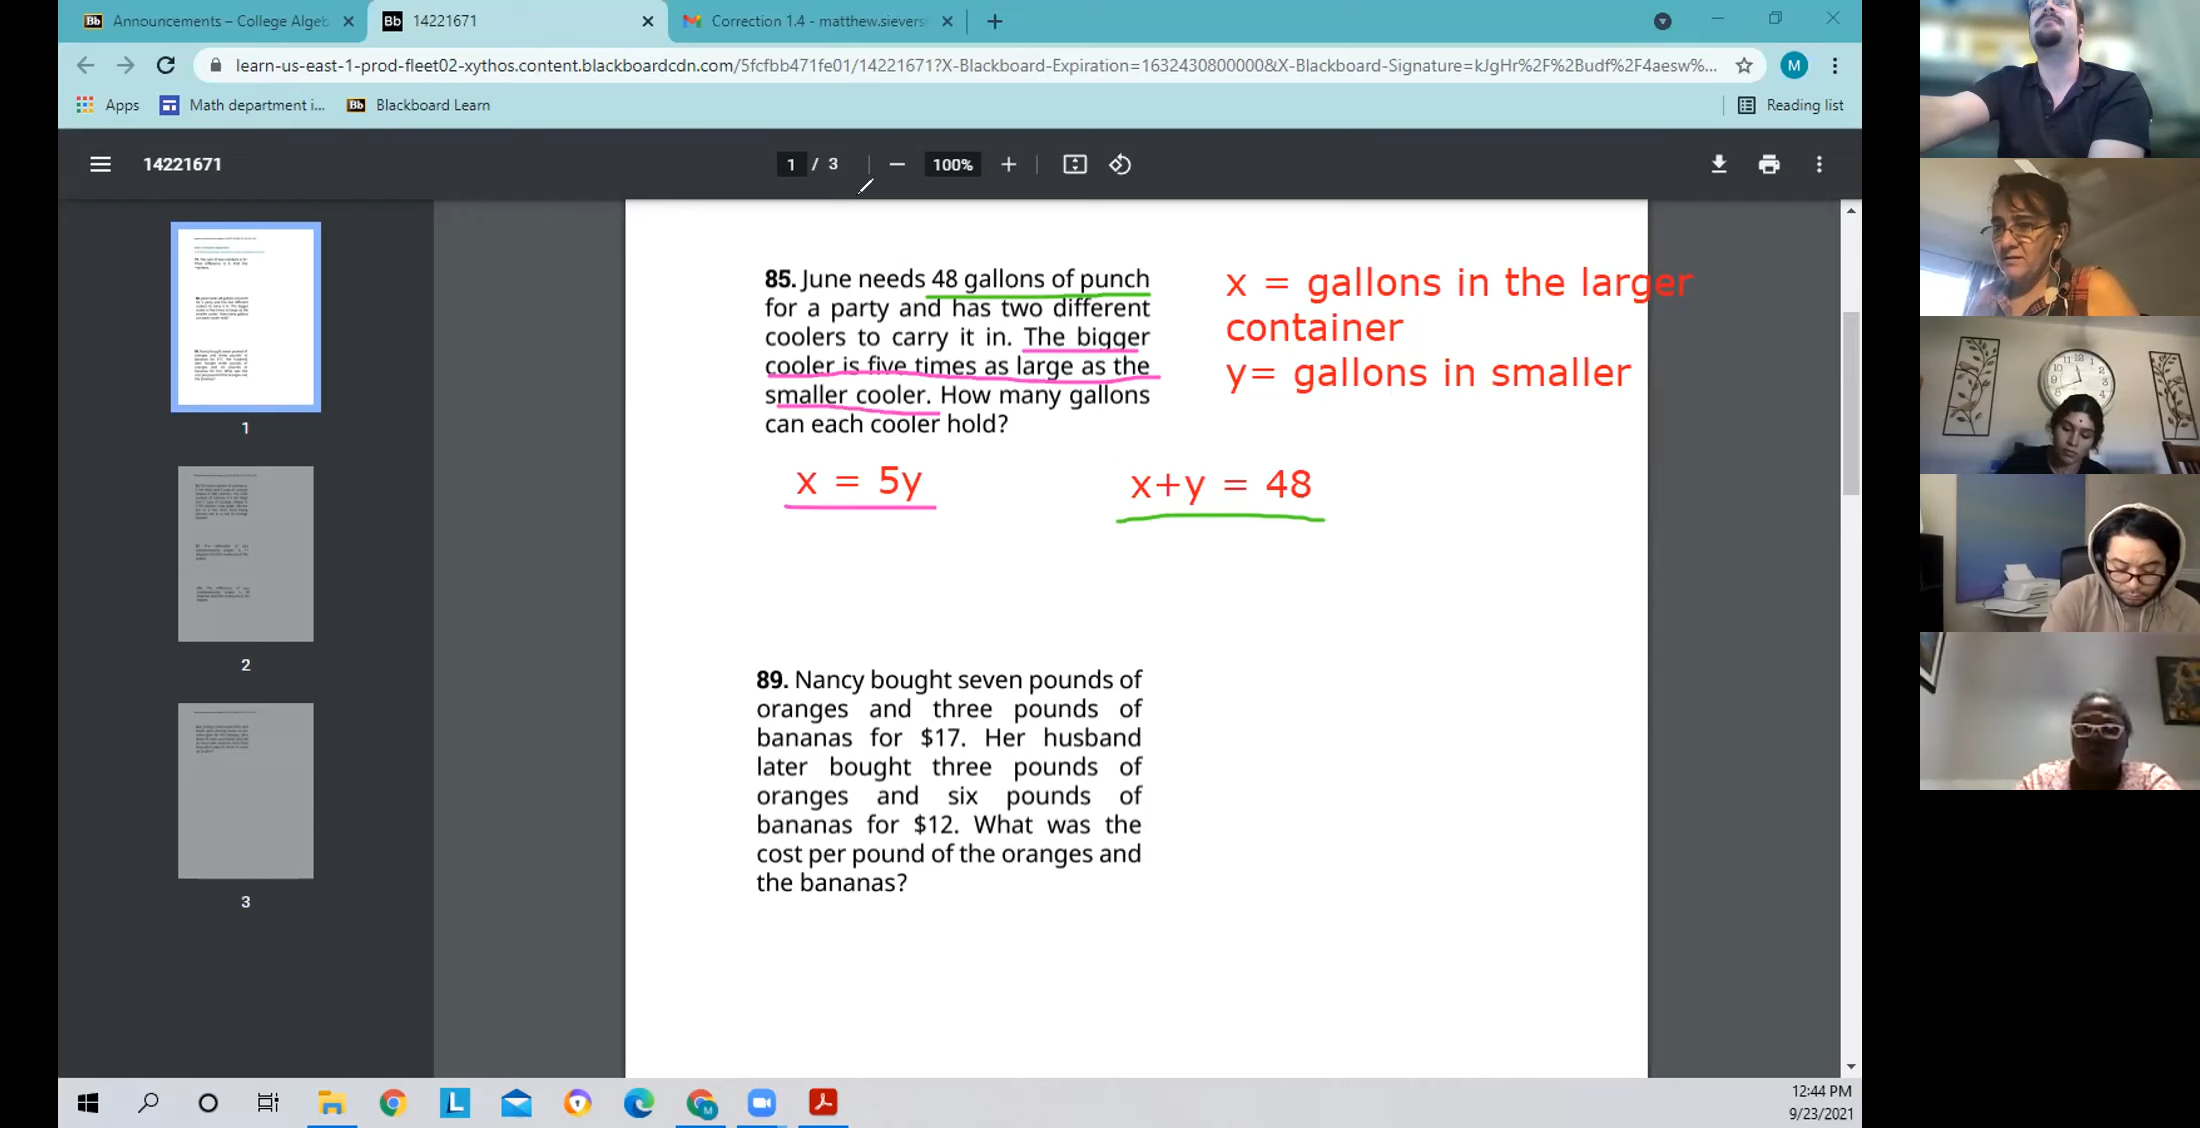 Announcements – College Algeb
14221671
Correction 1.4 - matthew.sievers
learn-us-east-1-prod-fleet02-xythos.content.blackboardcdn.com/5fcfbb471fe01/14221671?X-Blackboard-Expiration=1632430800000&X-Blackboard-Signature=kJgHr%2F%2Budf%2F4aesw%...
M
Apps
Math department i...
Blackboard Learn
Reading list
14221671
1 / 3
100%
1
2
3
85. June needs 48 gallons of punch
for a party and has two different
coolers to carry it in. The bigger
cooler is five times as large as the
smaller cooler. How many gallons
can each cooler hold?
x = gallons in the larger
container
y= gallons in smaller
x = 5y
x+y = 48
89. Nancy bought seven pounds of
oranges and three pounds of
bananas for $17. Her husband
later bought three pounds of
oranges and six pounds of
bananas for $12. What was the
cost per pound of the oranges and
the bananas?
12:44 PM
9/23/2021